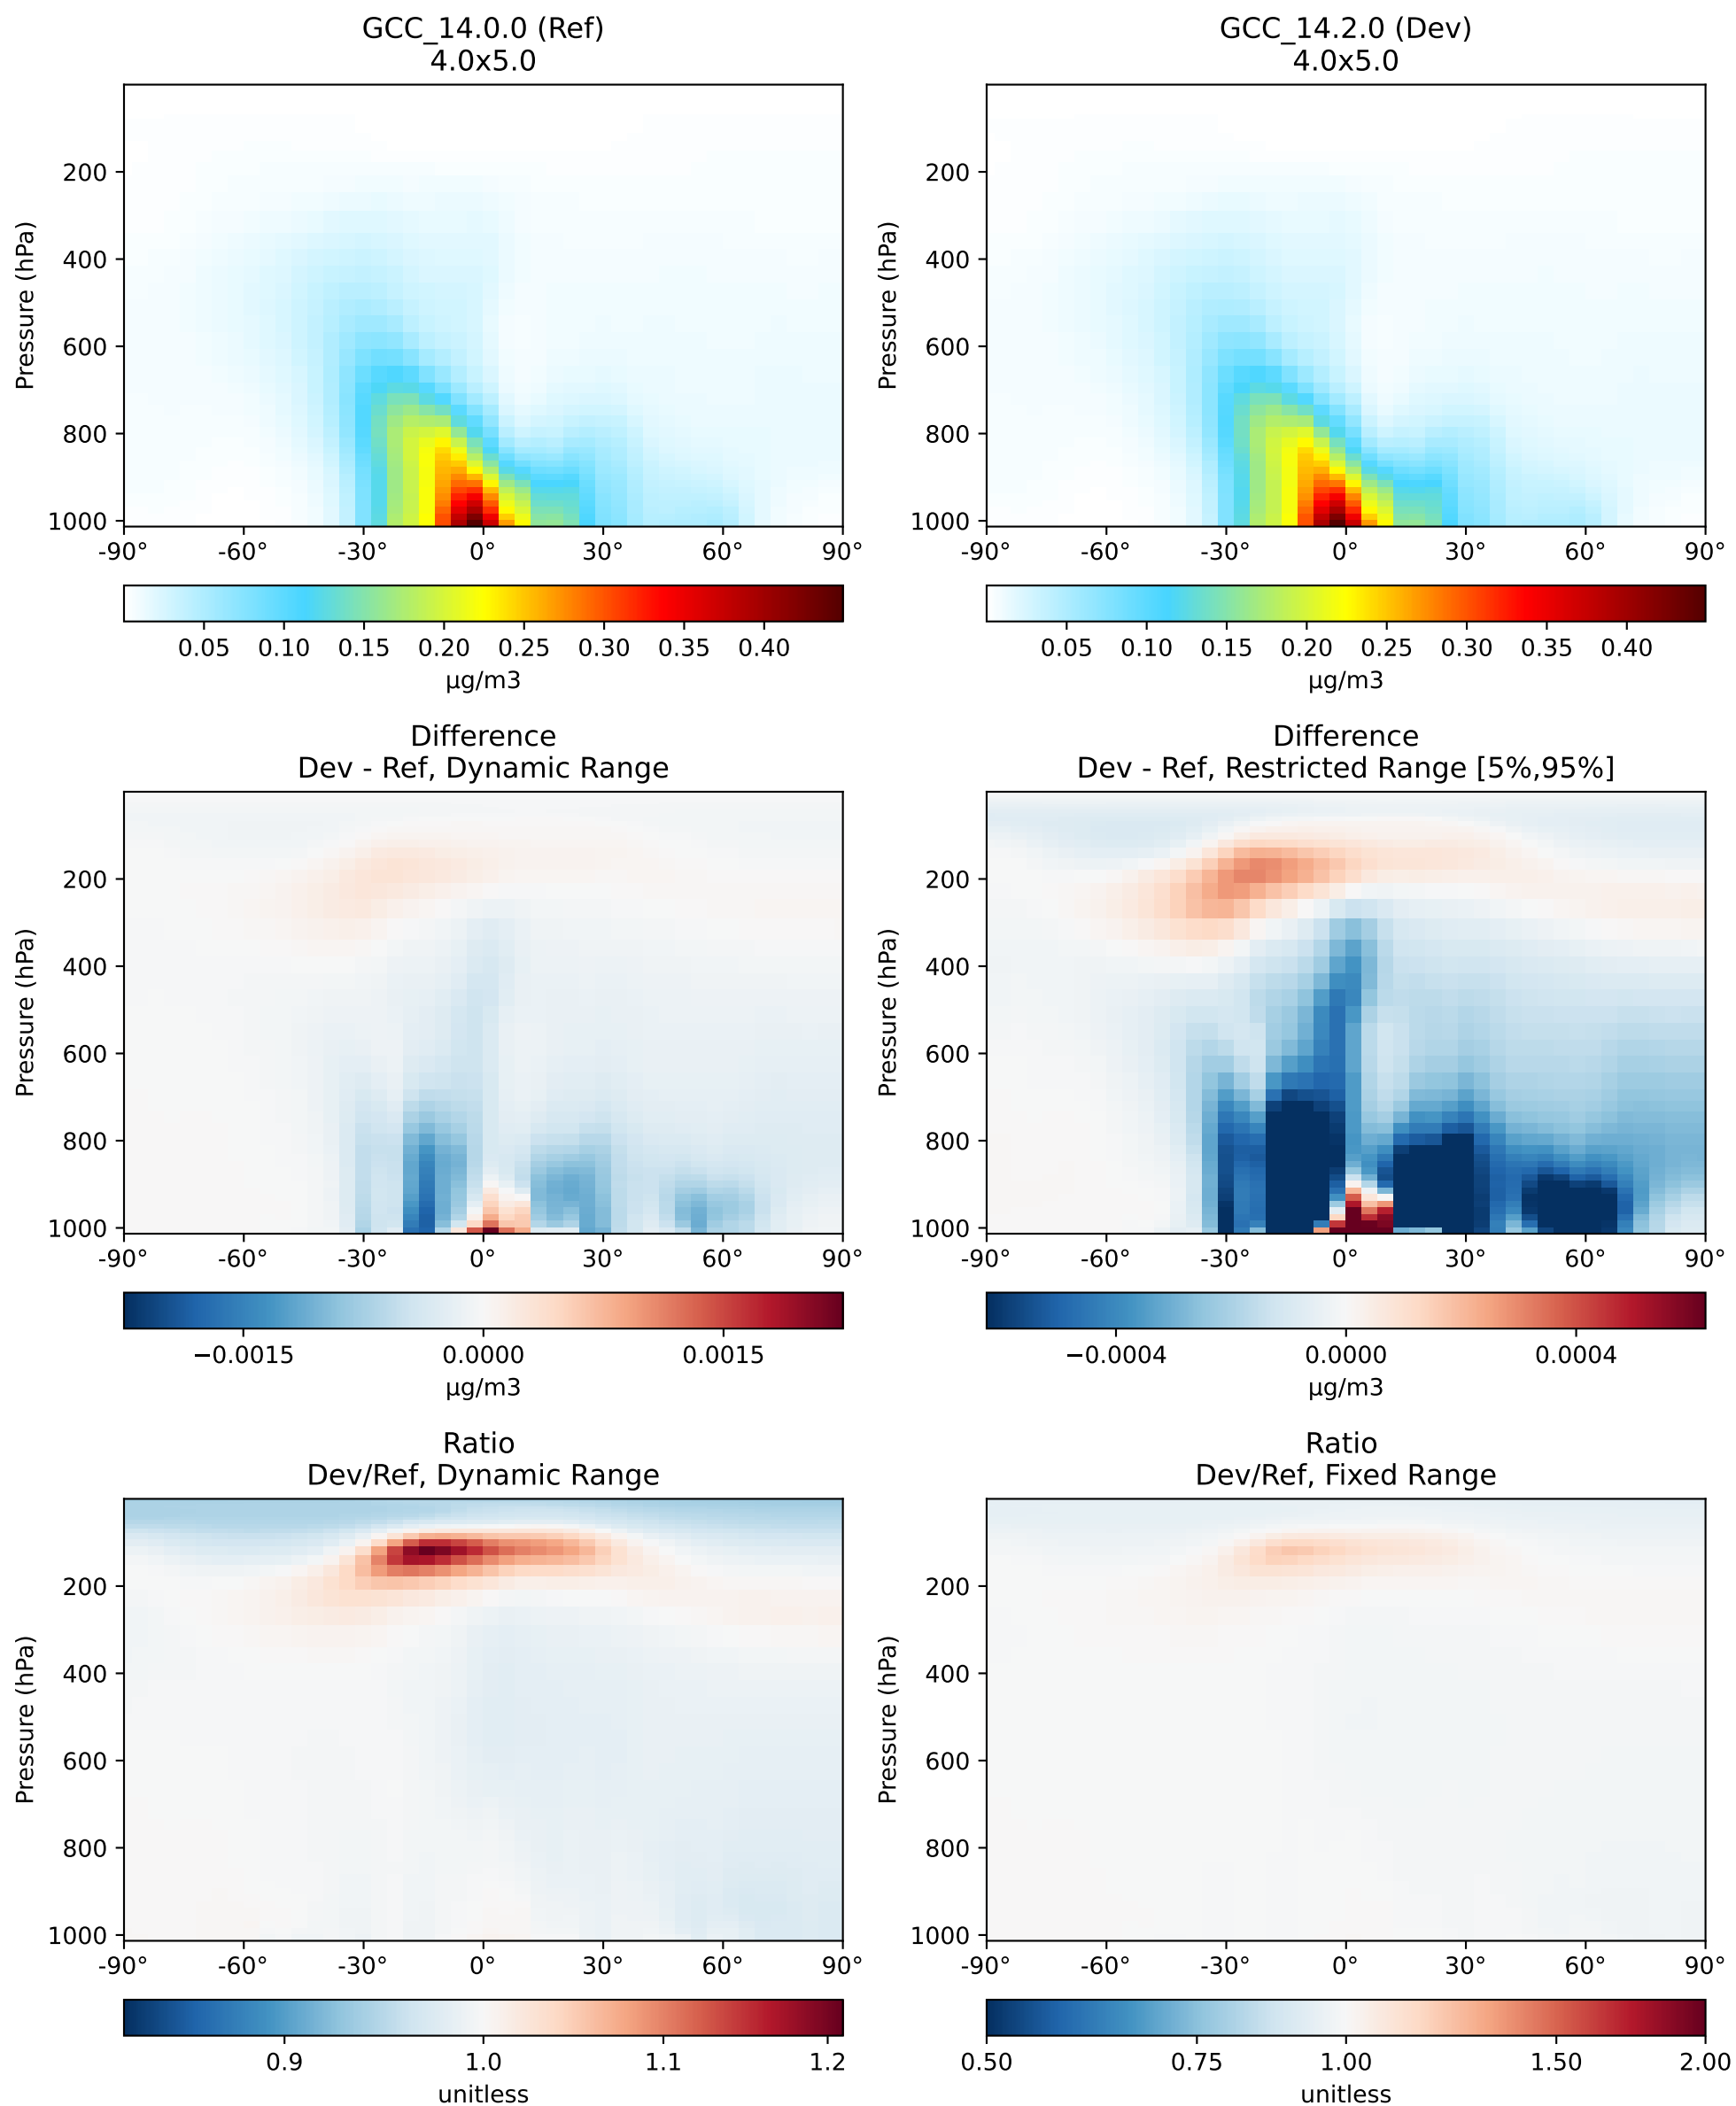 GCC_14.0.0 (Ref)
4.0x5.0
Pressure (hPa)
200
400
600
800
1000
-90° -60° -30° 0° 30° 60° 90°
0.05 0.10 0.15 0.20 0.25 0.30 0.35 0.40
µg/m3
GCC_14.2.0 (Dev)
4.0x5.0
Pressure (hPa)
200
400
600
800
1000
-90° -60° -30° 0° 30° 60° 90°
0.05 0.10 0.15 0.20 0.25 0.30 0.35 0.40
µg/m3
Difference
Dev - Ref, Dynamic Range
Pressure (hPa)
200
400
600
800
1000
-90° -60° -30° 0° 30° 60° 90°
−0.0015 0.0000 0.0015
µg/m3
Difference
Dev - Ref, Restricted Range [5%,95%]
Pressure (hPa)
200
400
600
800
1000
-90° -60° -30° 0° 30° 60° 90°
−0.0004 0.0000 0.0004
µg/m3
Ratio
Dev/Ref, Dynamic Range
Pressure (hPa)
200
400
600
800
1000
-90° -60° -30° 0° 30° 60° 90°
0.9 1.0 1.1 1.2
unitless
Ratio
Dev/Ref, Fixed Range
Pressure (hPa)
200
400
600
800
1000
-90° -60° -30° 0° 30° 60° 90°
0.50 0.75 1.00 1.50 2.00
unitless